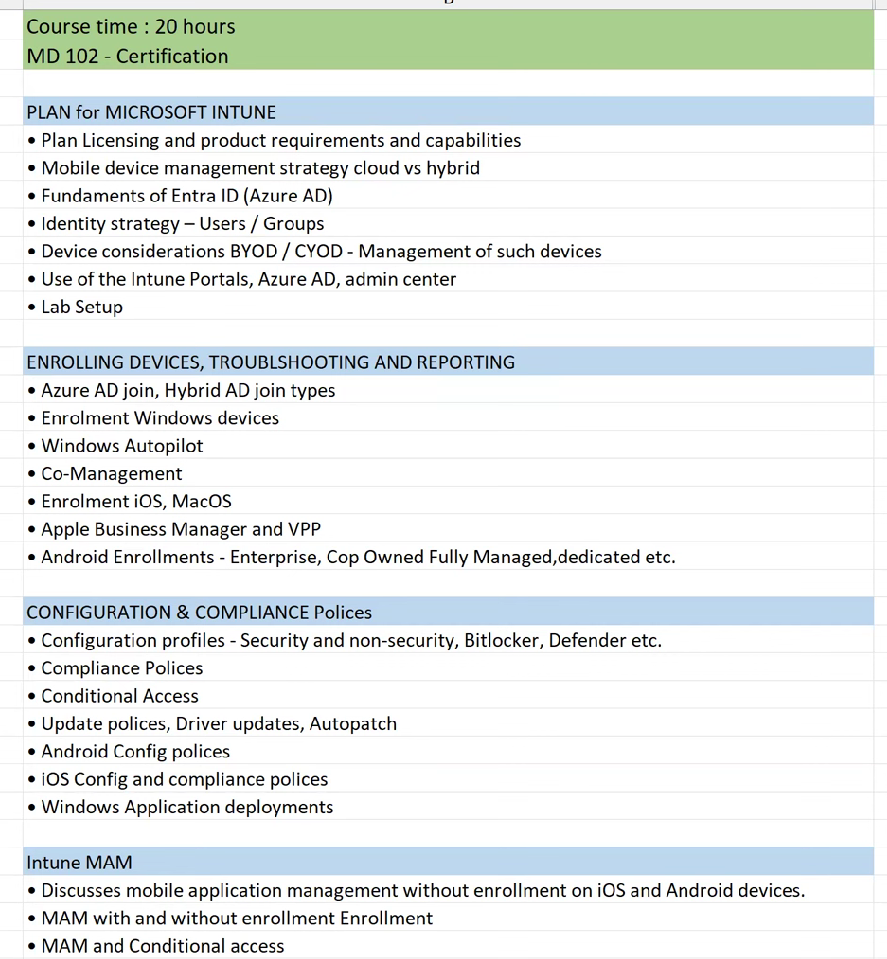 Course time : 20 hours
MD 102 - Certification
PLAN for MICROSOFT INTUNE
• Plan Licensing and product requirements and capabilities
• Mobile device management strategy cloud vs hybrid
• Fundaments of Entra ID (Azure AD)
• Identity strategy – Users / Groups
• Device considerations BYOD / CYOD - Management of such devices
• Use of the Intune Portals, Azure AD, admin center
• Lab Setup
ENROLLING DEVICES, TROUBLSHOOTING AND REPORTING
• Azure AD join, Hybrid AD join types
• Enrolment Windows devices
• Windows Autopilot
• Co-Management
• Enrolment iOS, MacOS
• Apple Business Manager and VPP
• Android Enrollments - Enterprise, Cop Owned Fully Managed,dedicated etc.
CONFIGURATION & COMPLIANCE Polices
• Configuration profiles - Security and non-security, Bitlocker, Defender etc.
• Compliance Polices
• Conditional Access
• Update polices, Driver updates, Autopatch
• Android Config polices
• iOS Config and compliance polices
• Windows Application deployments
Intune MAM
• Discusses mobile application management without enrollment on iOS and Android devices.
• MAM with and without enrollment Enrollment
• MAM and Conditional access